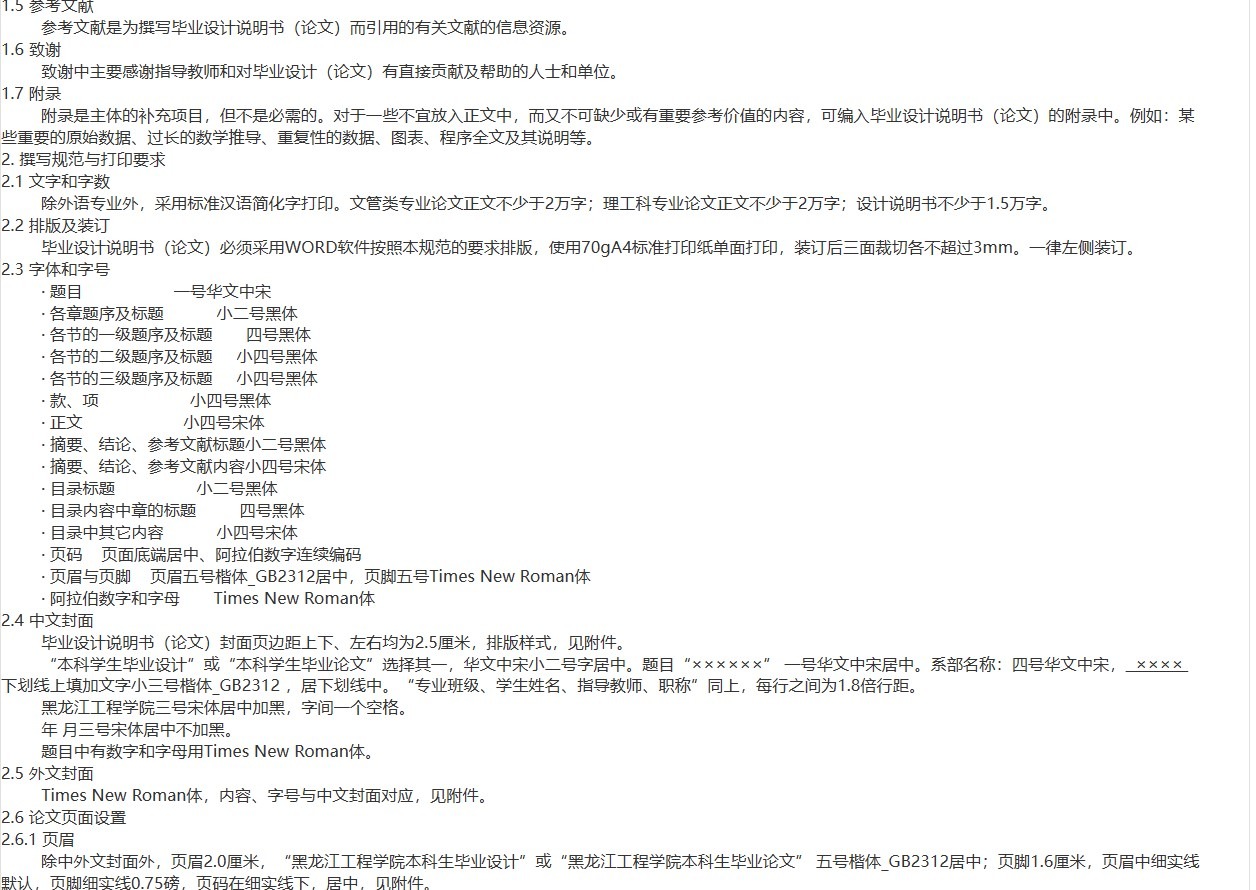 1.5 参考文献
参考文献是为撰写毕业设计说明书（论文）而引用的有关文献的信息资源。
1.6 致谢
致谢中主要感谢指导教师和对毕业设计（论文）有直接贡献及帮助的人士和单位。
1.7 附录
附录是主体的补充项目，但不是必需的。对于一些不宜放入正文中，而又不可缺少或有重要参考价值的内容，可编入毕业设计说明书（论文）的附录中。例如：某
些重要的原始数据、过长的数学推导、重复性的数据、图表、程序全文及其说明等。
2. 撰写规范与打印要求
2.1 文字和字数
除外语专业外，采用标准汉语简化字打印。文管类专业论文正文不少于2万字；理工科专业论文正文不少于2万字；设计说明书不少于1.5万字。
2.2 排版及装订
毕业设计说明书（论文）必须采用WORD软件按照本规范的要求排版，使用70gA4标准打印纸单面打印，装订后三面裁切各不超过3mm。一律左侧装订。
2.3 字体和字号
· 题目 一号华文中宋
· 各章题序及标题 小二号黑体
· 各节的一级题序及标题 四号黑体
· 各节的二级题序及标题 小四号黑体
· 各节的三级题序及标题 小四号黑体
· 款、项 小四号黑体
· 正文 小四号宋体
· 摘要、结论、参考文献标题小二号黑体
· 摘要、结论、参考文献内容小四号宋体
· 目录标题 小二号黑体
· 目录内容中章的标题 四号黑体
· 目录中其它内容 小四号宋体
· 页码 页面底端居中、阿拉伯数字连续编码
· 页眉与页脚 页眉五号楷体_GB2312居中，页脚五号Times New Roman体
· 阿拉伯数字和字母 Times New Roman体
2.4 中文封面
毕业设计说明书（论文）封面页边距上下、左右均为2.5厘米，排版样式，见附件。
“本科学生毕业设计”或“本科学生毕业论文”选择其一，华文中宋小二号字居中。题目“××××××” 一号华文中宋居中。系部名称：四号华文中宋，_××××_
下划线上填加文字小三号楷体_GB2312 ，居下划线中。“专业班级、学生姓名、指导教师、职称”同上，每行之间为1.8倍行距。
黑龙江工程学院三号宋体居中加黑，字间一个空格。
年 月三号宋体居中不加黑。
题目中有数字和字母用Times New Roman体。
2.5 外文封面
Times New Roman体，内容、字号与中文封面对应，见附件。
2.6 论文页面设置
2.6.1 页眉
除中外文封面外，页眉2.0厘米，“黑龙江工程学院本科生毕业设计”或“黑龙江工程学院本科生毕业论文” 五号楷体_GB2312居中；页脚1.6厘米，页眉中细实线
默认，页脚细实线0.75磅，页码在细实线下，居中，见附件。